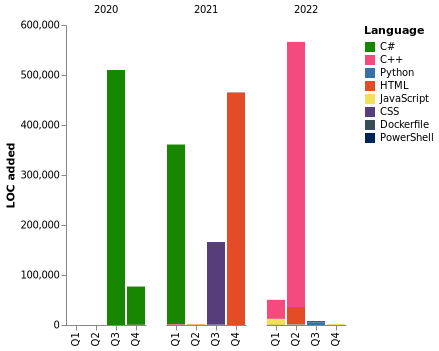 2020 2021 2022
Language
C#
C++
Python
HTML
JavaScript
CSS
Dockerfile
PowerShell
LOC added
600,000
500,000
400,000
300,000
200,000
100,000
0
Q1 Q2 Q3 Q4 Q1 Q2 Q3 Q4 Q1 Q2 Q3 Q4